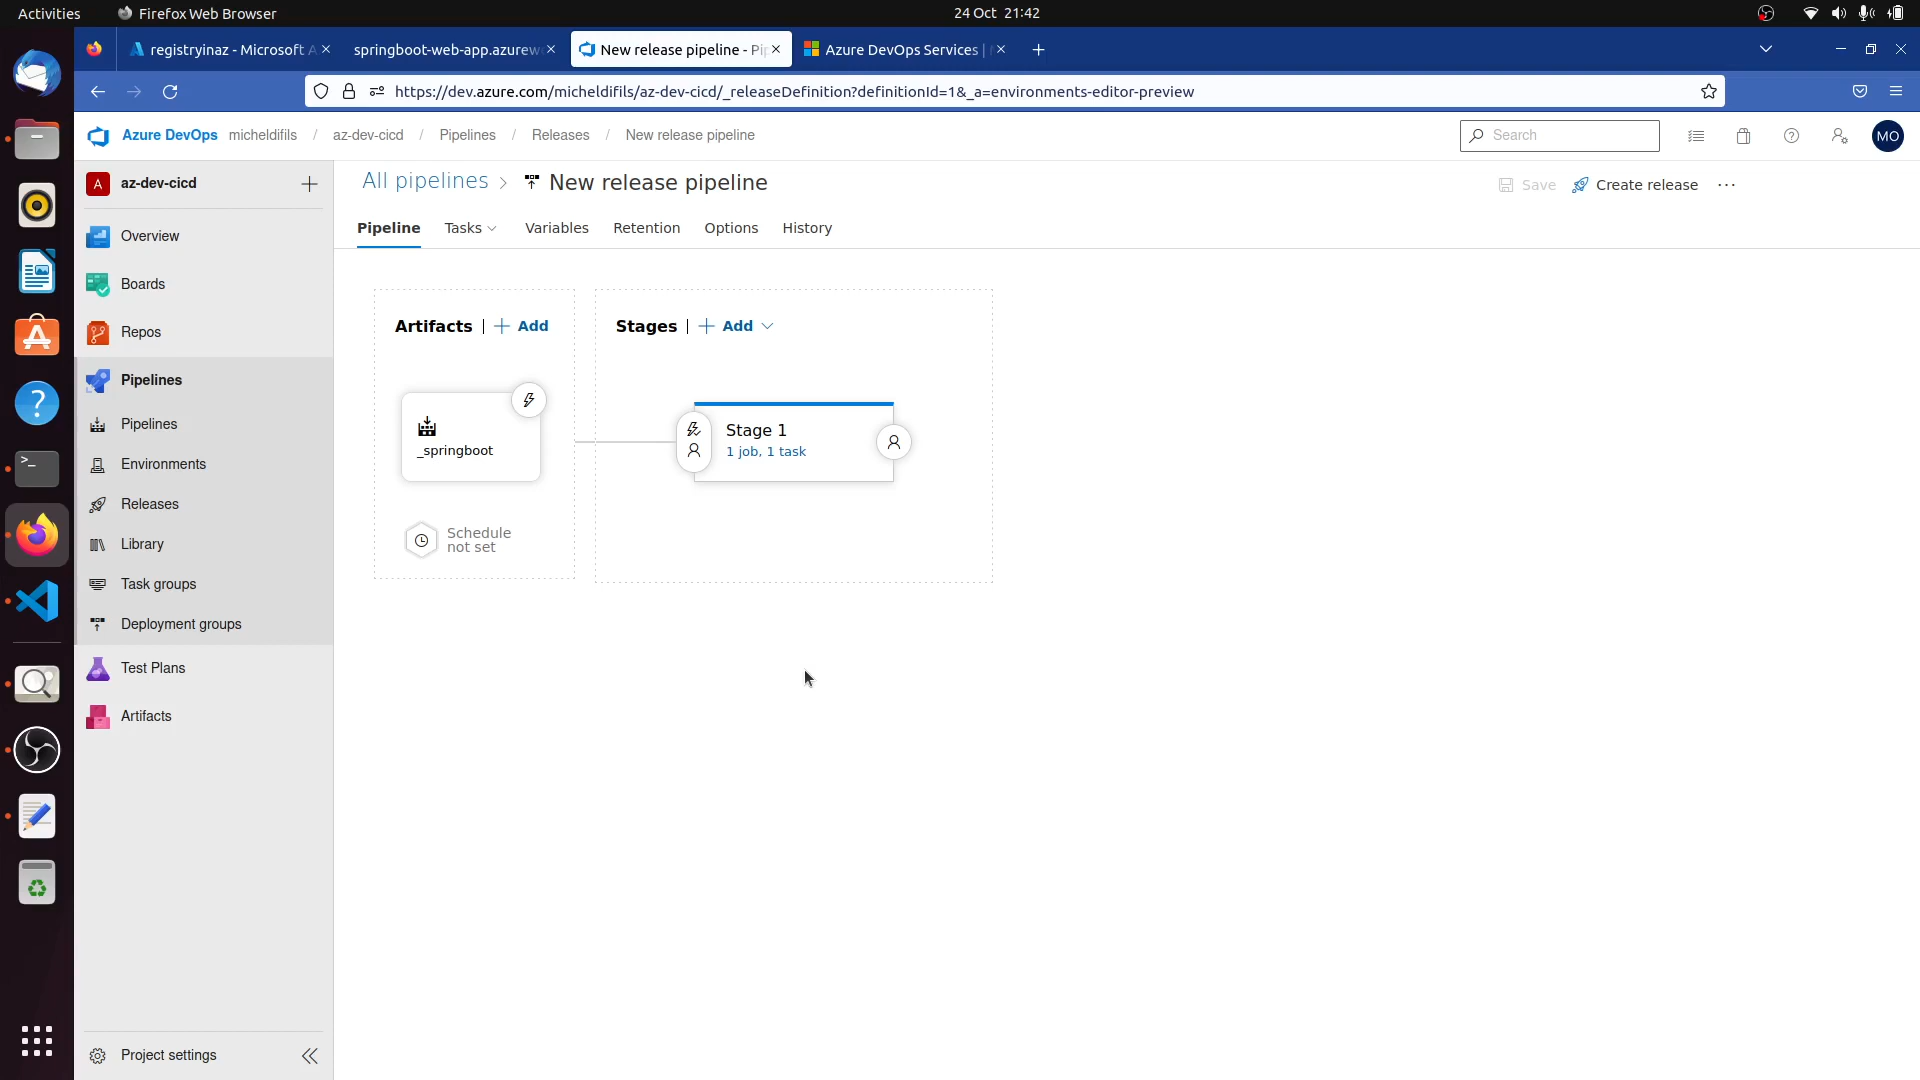 Activities
Firefox Web Browser
24 Oct 21:42
registryinaz - Microsoft A
springboot-web-app.azurew
New release pipeline - Pip
Azure DevOps Services |
https://dev.azure.com/micheldifils/az-dev-cicd/_releaseDefinition?definitionId=1&_a=environments-editor-preview
Azure DevOps micheldifils / az-dev-cicd / Pipelines / Releases / New release pipeline
Search
MO
A az-dev-cicd
All pipelines > New release pipeline
Save
Create release
Pipeline Tasks Variables Retention Options History
Overview
Boards
Repos
Pipelines
Pipelines
Environments
Releases
Library
Task groups
Deployment groups
Test Plans
Artifacts
Project settings
Artifacts | + Add
_springboot
Schedule
not set
Stages | + Add
Stage 1
1 job, 1 task